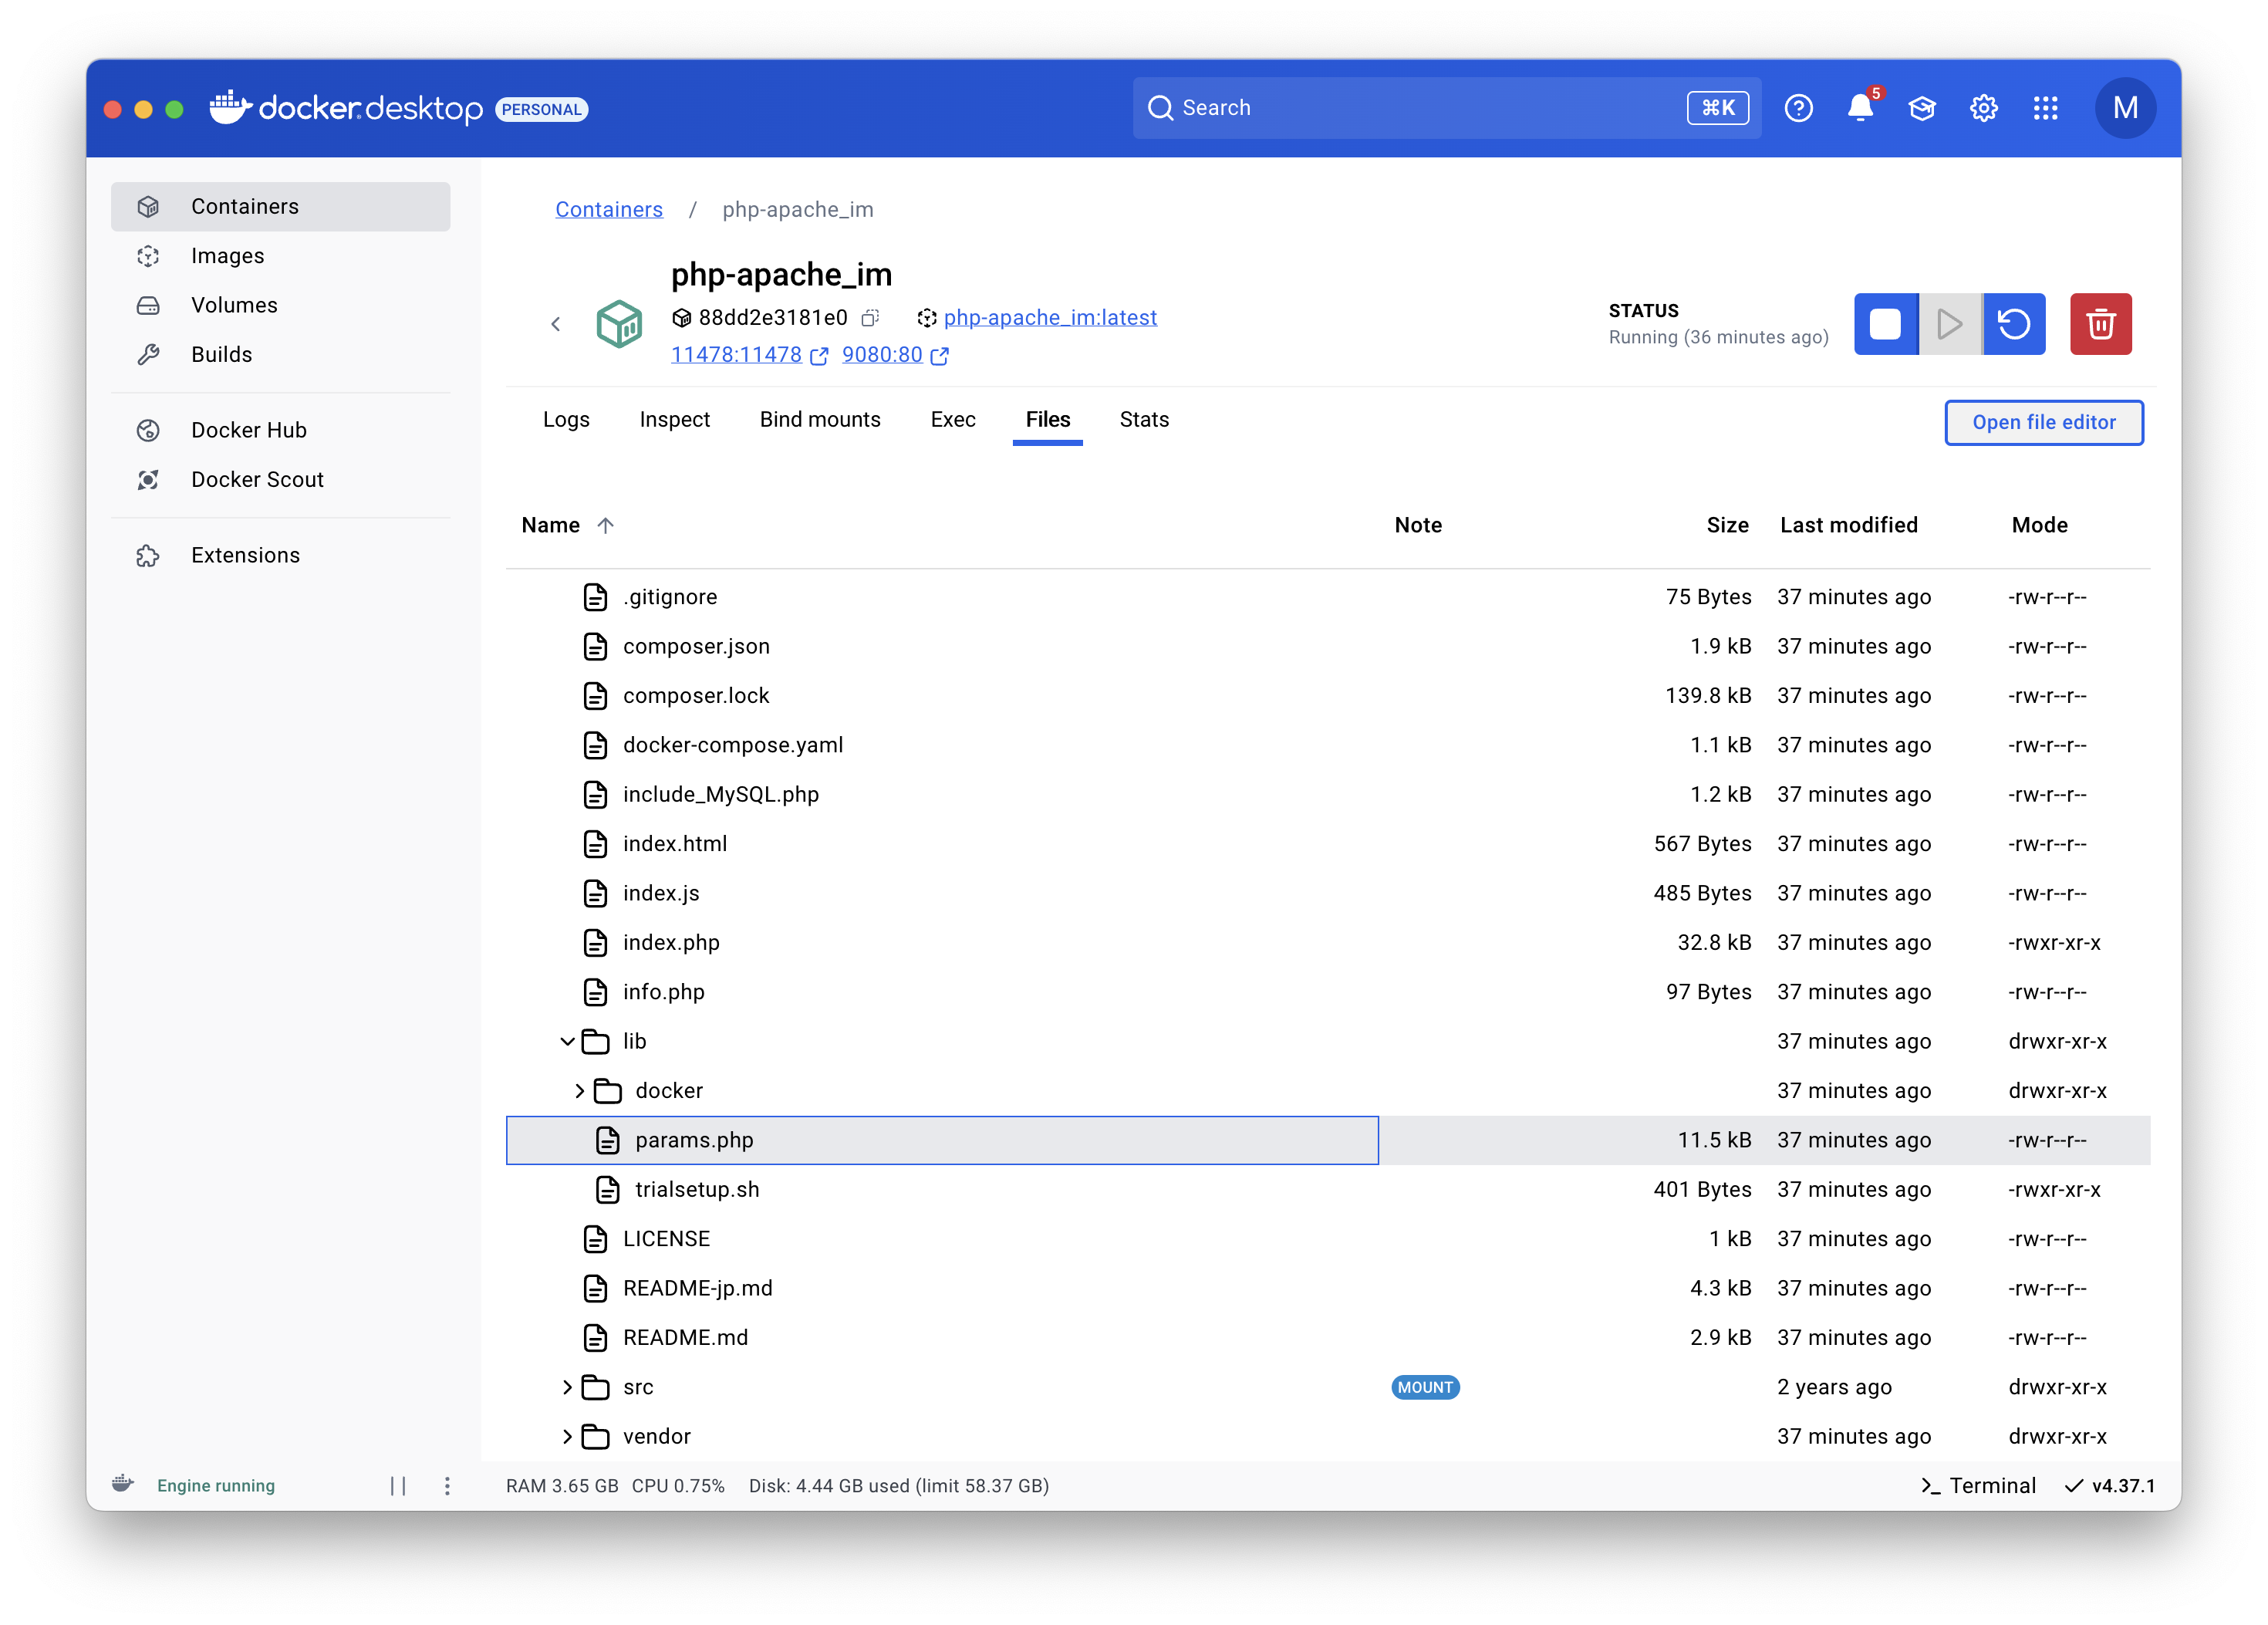 docker.desktop PERSONAL
Search ⌘K
5
M
Containers
Images
Volumes
Builds
Docker Hub
Docker Scout
Extensions
Containers / php-apache_im
php-apache_im
88dd2e3181e0 php-apache_im:latest
11478:11478 9080:80
STATUS
Running (36 minutes ago)
Logs Inspect Bind mounts Exec Files Stats
Open file editor
Name Note Size Last modified Mode
.gitignore 75 Bytes 37 minutes ago -rw-r--r--
composer.json 1.9 kB 37 minutes ago -rw-r--r--
composer.lock 139.8 kB 37 minutes ago -rw-r--r--
docker-compose.yaml 1.1 kB 37 minutes ago -rw-r--r--
include_MySQL.php 1.2 kB 37 minutes ago -rw-r--r--
index.html 567 Bytes 37 minutes ago -rw-r--r--
index.js 485 Bytes 37 minutes ago -rw-r--r--
index.php 32.8 kB 37 minutes ago -rwxr-xr-x
info.php 97 Bytes 37 minutes ago -rw-r--r--
lib 37 minutes ago drwxr-xr-x
docker 37 minutes ago drwxr-xr-x
params.php 11.5 kB 37 minutes ago -rw-r--r--
trialsetup.sh 401 Bytes 37 minutes ago -rwxr-xr-x
LICENSE 1 kB 37 minutes ago -rw-r--r--
README-jp.md 4.3 kB 37 minutes ago -rw-r--r--
README.md 2.9 kB 37 minutes ago -rw-r--r--
src MOUNT 2 years ago drwxr-xr-x
vendor 37 minutes ago drwxr-xr-x
Engine running
RAM 3.65 GB CPU 0.75% Disk: 4.44 GB used (limit 58.37 GB)
Terminal v4.37.1